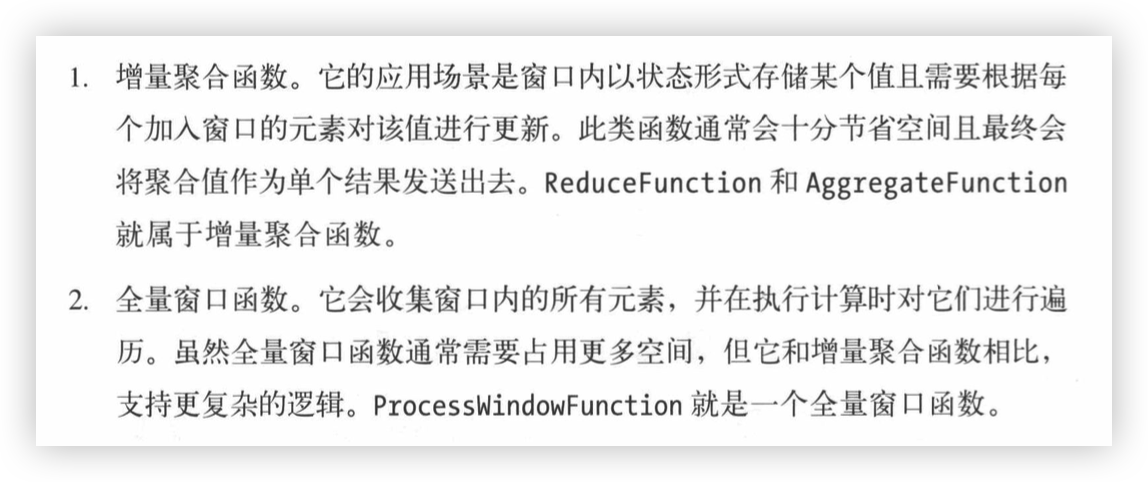 1. 增量聚合函数。它的应用场景是窗口内以状态形式存储某个值且需要根据每
个加入窗口的元素对该值进行更新。此类函数通常会十分节省空间且最终会
将聚合值作为单个结果发送出去。ReduceFunction 和 AggregateFunction
就属于增量聚合函数。
2. 全量窗口函数。它会收集窗口内的所有元素，并在执行计算时对它们进行遍
历。虽然全量窗口函数通常需要占用更多空间，但它和增量聚合函数相比，
支持更复杂的逻辑。ProcessWindowFunction 就是一个全量窗口函数。